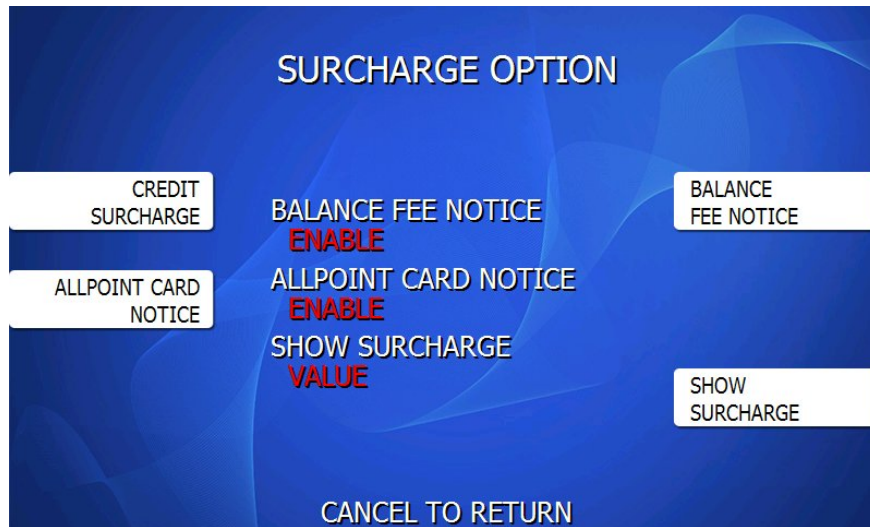 SURCHARGE OPTION
CREDIT
SURCHARGE
ALLPOINT CARD
NOTICE
BALANCE FEE NOTICE
ENABLE
ALLPOINT CARD NOTICE
ENABLE
SHOW SURCHARGE
VALUE
BALANCE
FEE NOTICE
SHOW
SURCHARGE
CANCEL TO RETURN